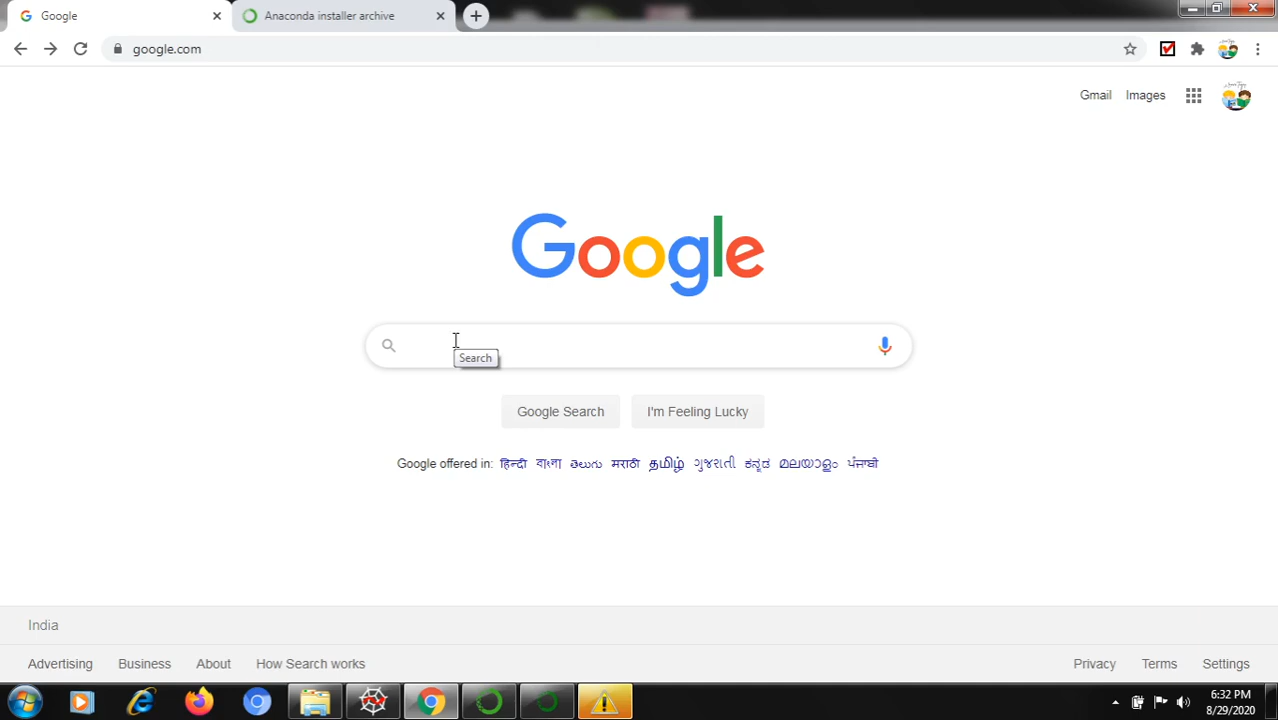 Google
Anaconda installer archive
google.com
Gmail
Images
Google
Search
Google Search
I'm Feeling Lucky
Google offered in: हिन्दी বাংলা తెలుగు मराठी தமிழ் ગુજરાતી ಕನ್ನಡ മലയാളം ਪੰਜਾਬੀ
India
Advertising Business About How Search works
Privacy Terms Settings
6:32 PM
8/29/2020